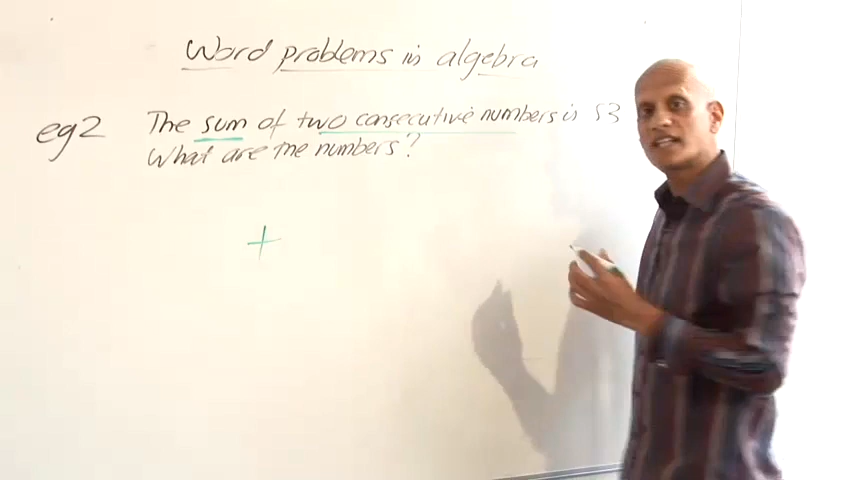 Word problems in algebra
eg2 The sum of two consecutive numbers is 53
What are the numbers?
+